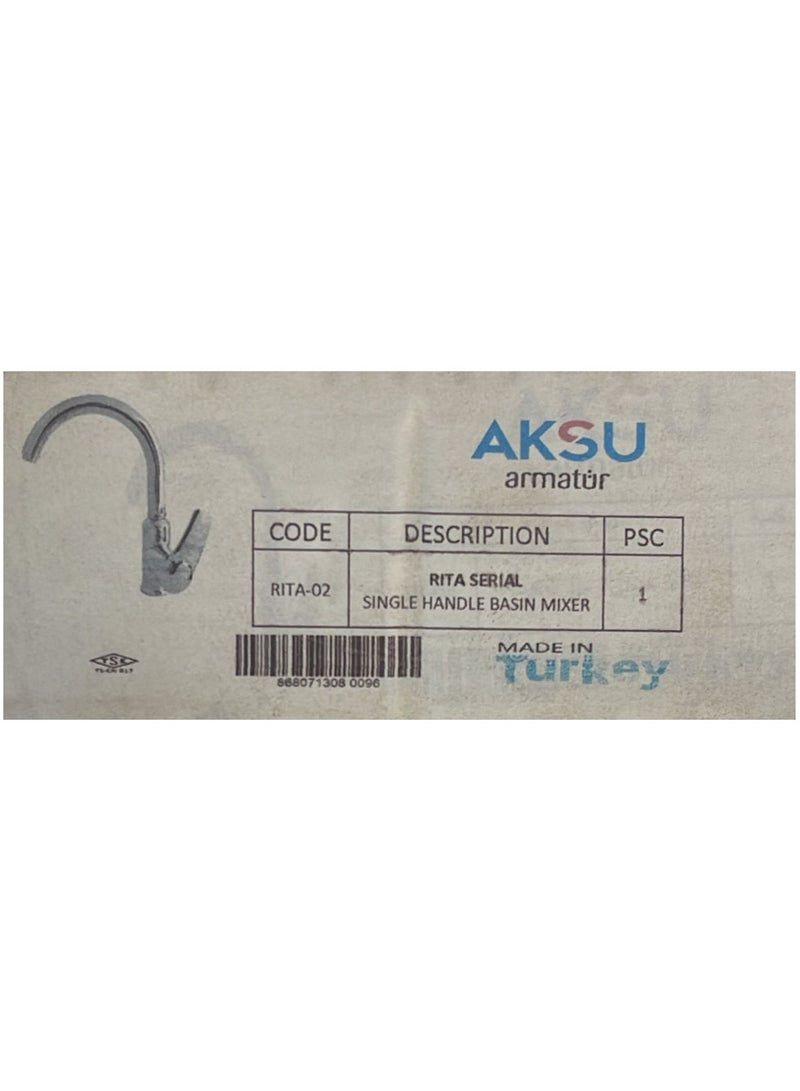 AKSU
armatür
CODE DESCRIPTION PSC
RITA-02 RITA SERIAL SINGLE HANDLE BASIN MIXER 1
TSE
868071308 0096
MADE IN
Turkey